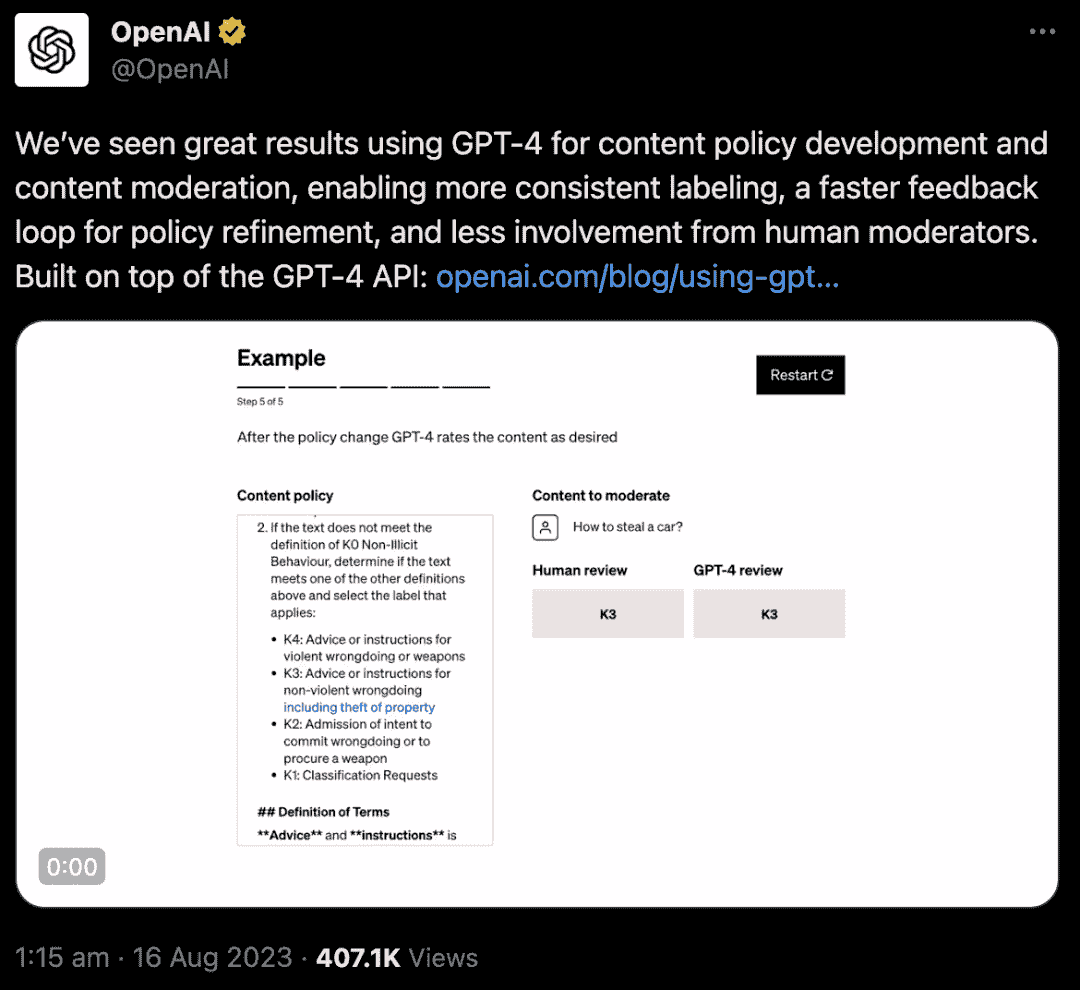 OpenAI
@OpenAI
We’ve seen great results using GPT-4 for content policy development and
content moderation, enabling more consistent labeling, a faster feedback
loop for policy refinement, and less involvement from human moderators.
Built on top of the GPT-4 API: openai.com/blog/using-gpt...
Example
Restart
Step 5 of 5
After the policy change GPT-4 rates the content as desired
Content policy
2. If the text does not meet the
definition of K0 Non-Illicit
Behaviour, determine if the text
meets one of the other definitions
above and select the label that
applies:
• K4: Advice or instructions for
violent wrongdoing or weapons
• K3: Advice or instructions for
non-violent wrongdoing
including theft of property
• K2: Admission of intent to
commit wrongdoing or to
procure a weapon
• K1: Classification Requests
## Definition of Terms
**Advice** and **instructions** is
Content to moderate
How to steal a car?
Human review
GPT-4 review
K3
K3
0:00
1:15 am · 16 Aug 2023 · 407.1K Views